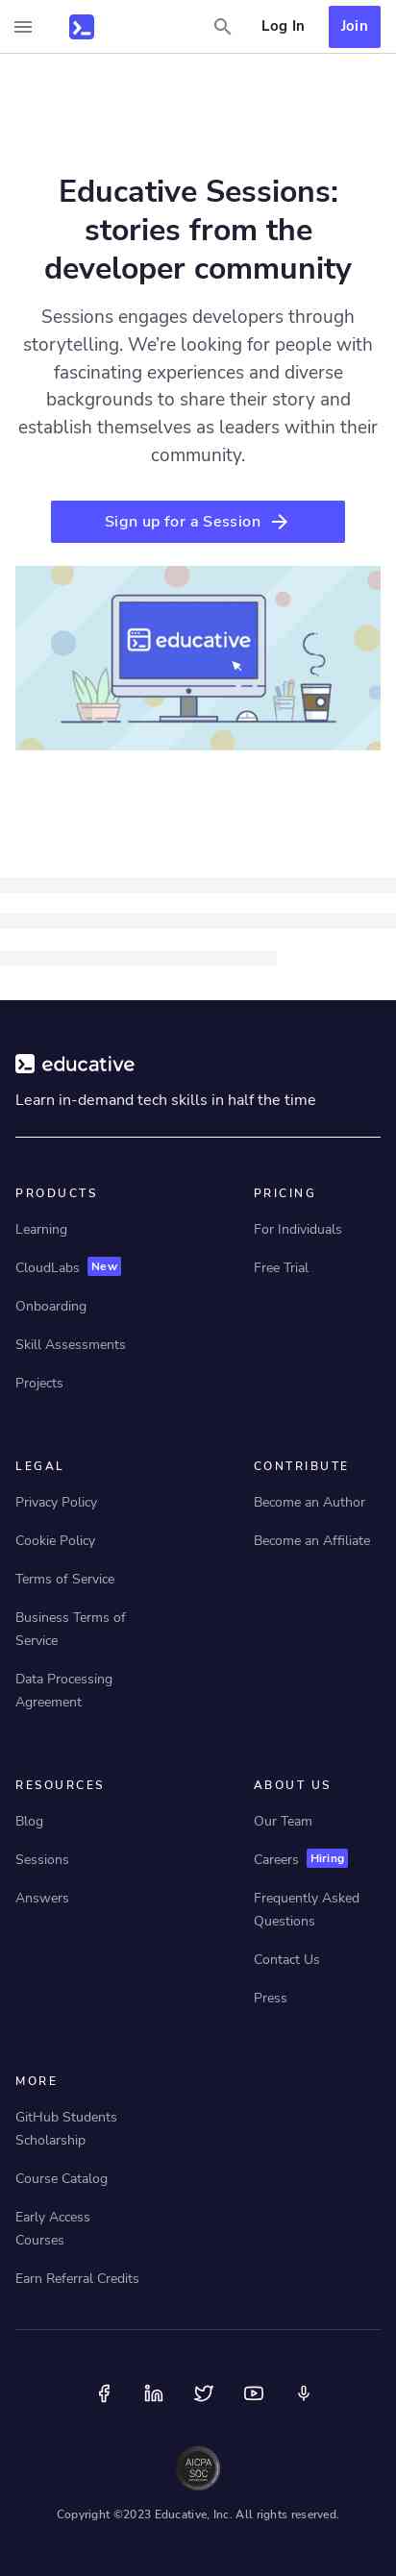 Log In
Join
Educative Sessions:
stories from the
developer community
Sessions engages developers through
storytelling. We’re looking for people with
fascinating experiences and diverse
backgrounds to share their story and
establish themselves as leaders within their
community.
Sign up for a Session
educative
educative
Learn in-demand tech skills in half the time
PRODUCTS
Learning
CloudLabs New
Onboarding
Skill Assessments
Projects
PRICING
For Individuals
Free Trial
LEGAL
Privacy Policy
Cookie Policy
Terms of Service
Business Terms of
Service
Data Processing
Agreement
CONTRIBUTE
Become an Author
Become an Affiliate
RESOURCES
Blog
Sessions
Answers
ABOUT US
Our Team
Careers Hiring
Frequently Asked
Questions
Contact Us
Press
MORE
GitHub Students
Scholarship
Course Catalog
Early Access
Courses
Earn Referral Credits
AICPA
SOC
Copyright ©2023 Educative, Inc. All rights reserved.